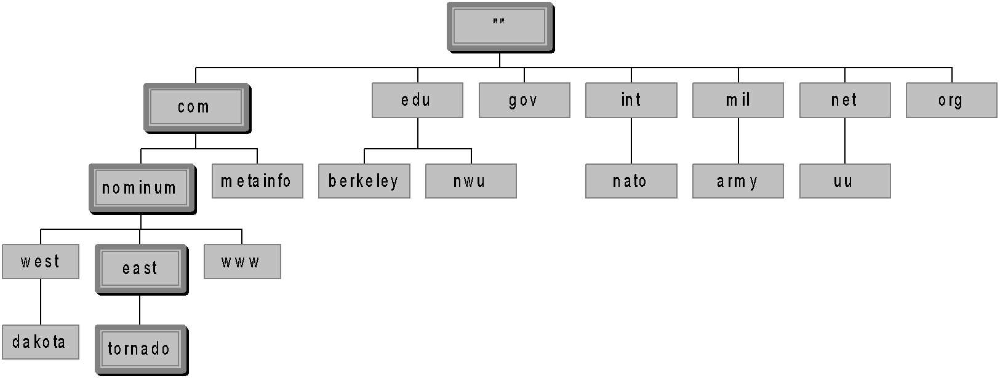 ""
com
edu
gov
int
mil
net
org
nominum
metainfo
berkeley
nwu
nato
army
uu
west
east
www
dakota
tornado